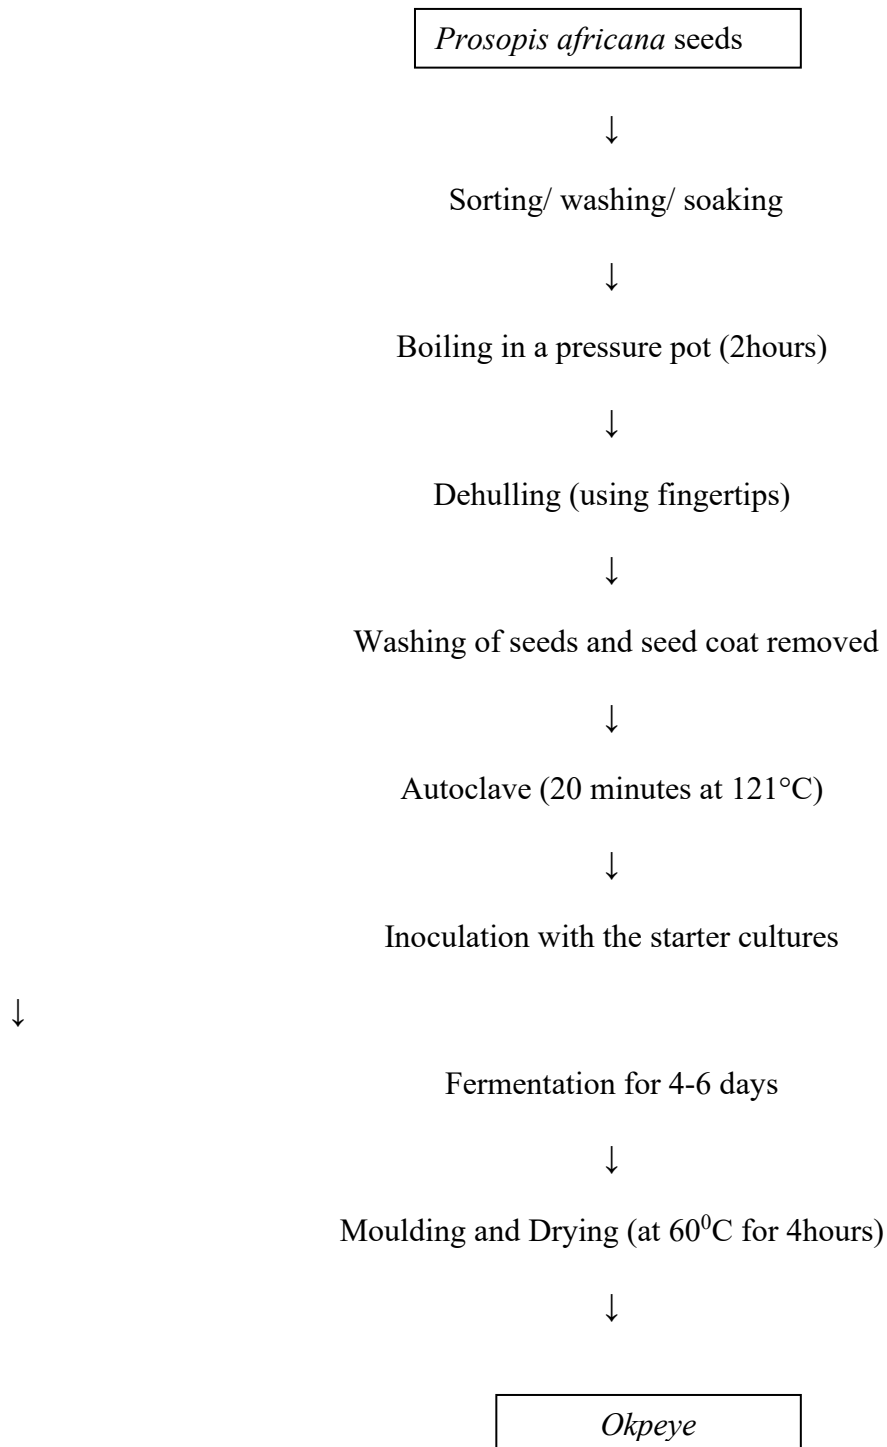 Prosopis africana seeds
↓
Sorting/ washing/ soaking
↓
Boiling in a pressure pot (2hours)
↓
Dehulling (using fingertips)
↓
Washing of seeds and seed coat removed
↓
Autoclave (20 minutes at 121°C)
↓
Inoculation with the starter cultures
↓
Fermentation for 4-6 days
↓
Moulding and Drying (at 60⁰C for 4hours)
↓
Okpeye